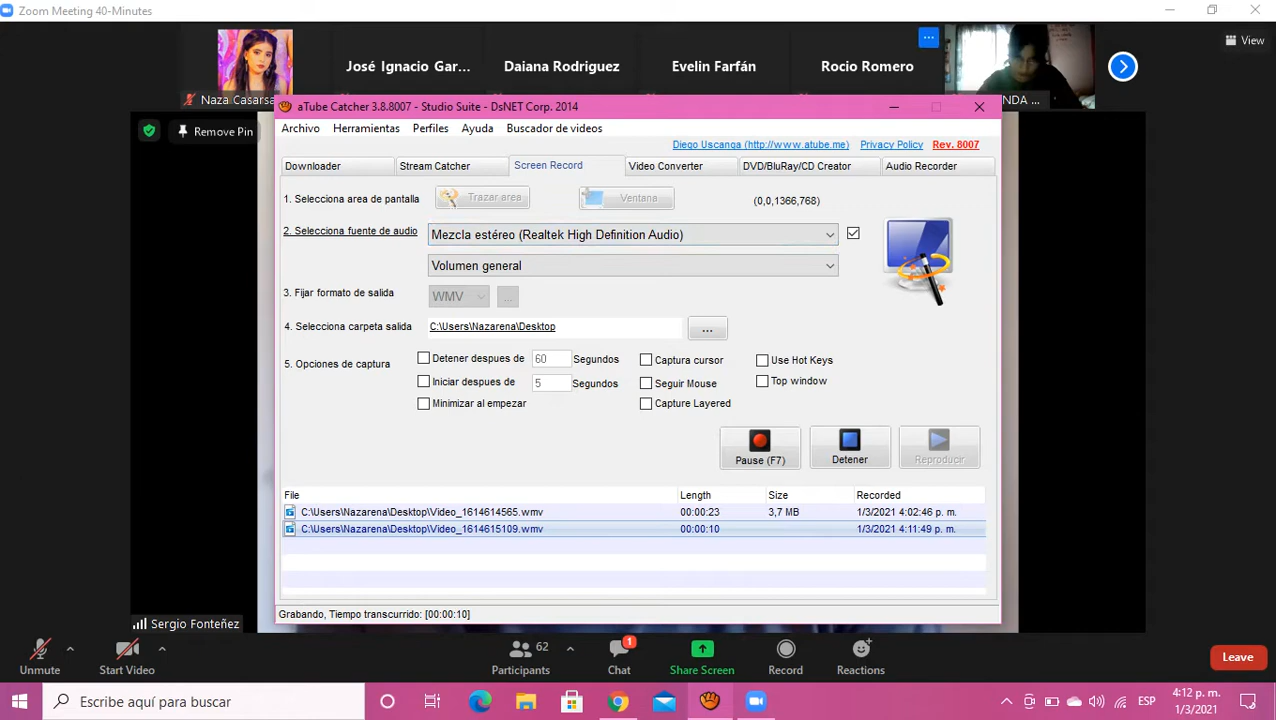 Zoom Meeting 40-Minutes
View
Naza Casarsa
José Ignacio Gar...
Daiana Rodriguez
Evelin Farfán
Rocio Romero
NDA ...
Remove Pin
aTube Catcher 3.8.8007 - Studio Suite - DsNET Corp. 2014
Archivo Herramientas Perfiles Ayuda Buscador de videos
Diego Uscanga (http://www.atube.me) Privacy Policy Rev. 8007
Downloader Stream Catcher Screen Record Video Converter DVD/BluRay/CD Creator Audio Recorder
1. Selecciona area de pantalla Trazar area Ventana (0,0,1366,768)
2. Selecciona fuente de audio Mezcla estéreo (Realtek High Definition Audio)
Volumen general
3. Fijar formato de salida WMV ...
4. Selecciona carpeta salida C:\Users\Nazarena\Desktop ...
5. Opciones de captura
Detener despues de 60 Segundos Captura cursor Use Hot Keys
Iniciar despues de 5 Segundos Seguir Mouse Top window
Minimizar al empezar Capture Layered
Pause (F7) Detener Reproducir
File Length Size Recorded
C:\Users\Nazarena\Desktop\Video_1614614565.wmv 00:00:23 3,7 MB 1/3/2021 4:02:46 p. m.
C:\Users\Nazarena\Desktop\Video_1614615109.wmv 00:00:10 1/3/2021 4:11:49 p. m.
Grabando, Tiempo transcurrido: [00:00:10]
Sergio Fonteñez
Unmute Start Video Participants 62 Chat 1 Share Screen Record Reactions Leave
Escribe aquí para buscar
ESP
4:12 p. m.
1/3/2021